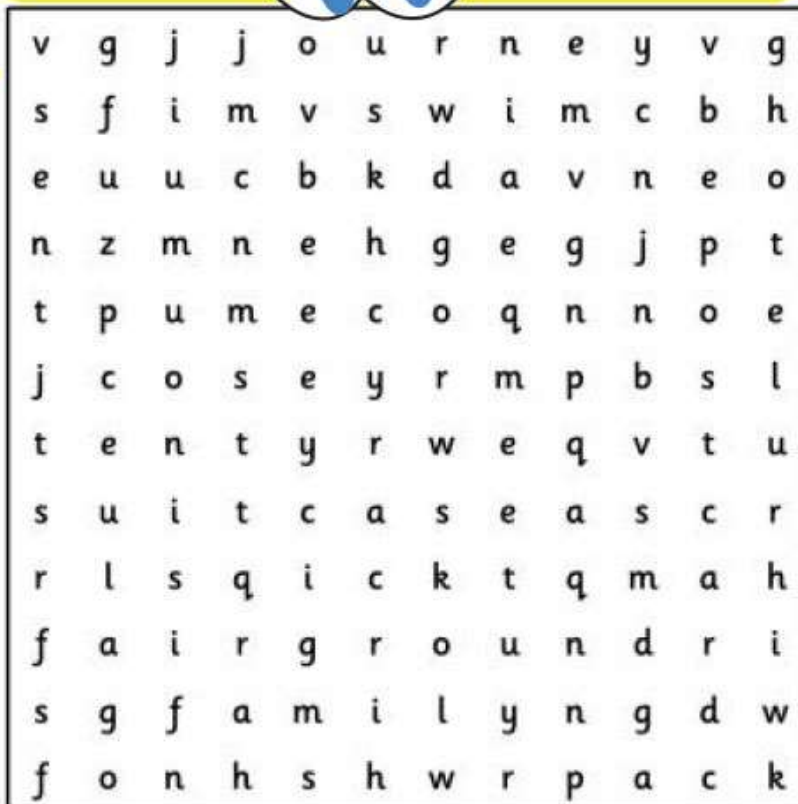 v g j j o u r n e y v g
s f i m v s w i m c b h
e u u c b k d a v n e o
n z m n e h g e g j p t
t p u m e c o q n n o e
j c o s e y r m p b s l
t e n t y r w e q v t u
s u i t c a s e a s c r
r l s q i c k t q m a h
f a i r g r o u n d r i
s g f a m i l y n g d w
f o n h s h w r p a c k